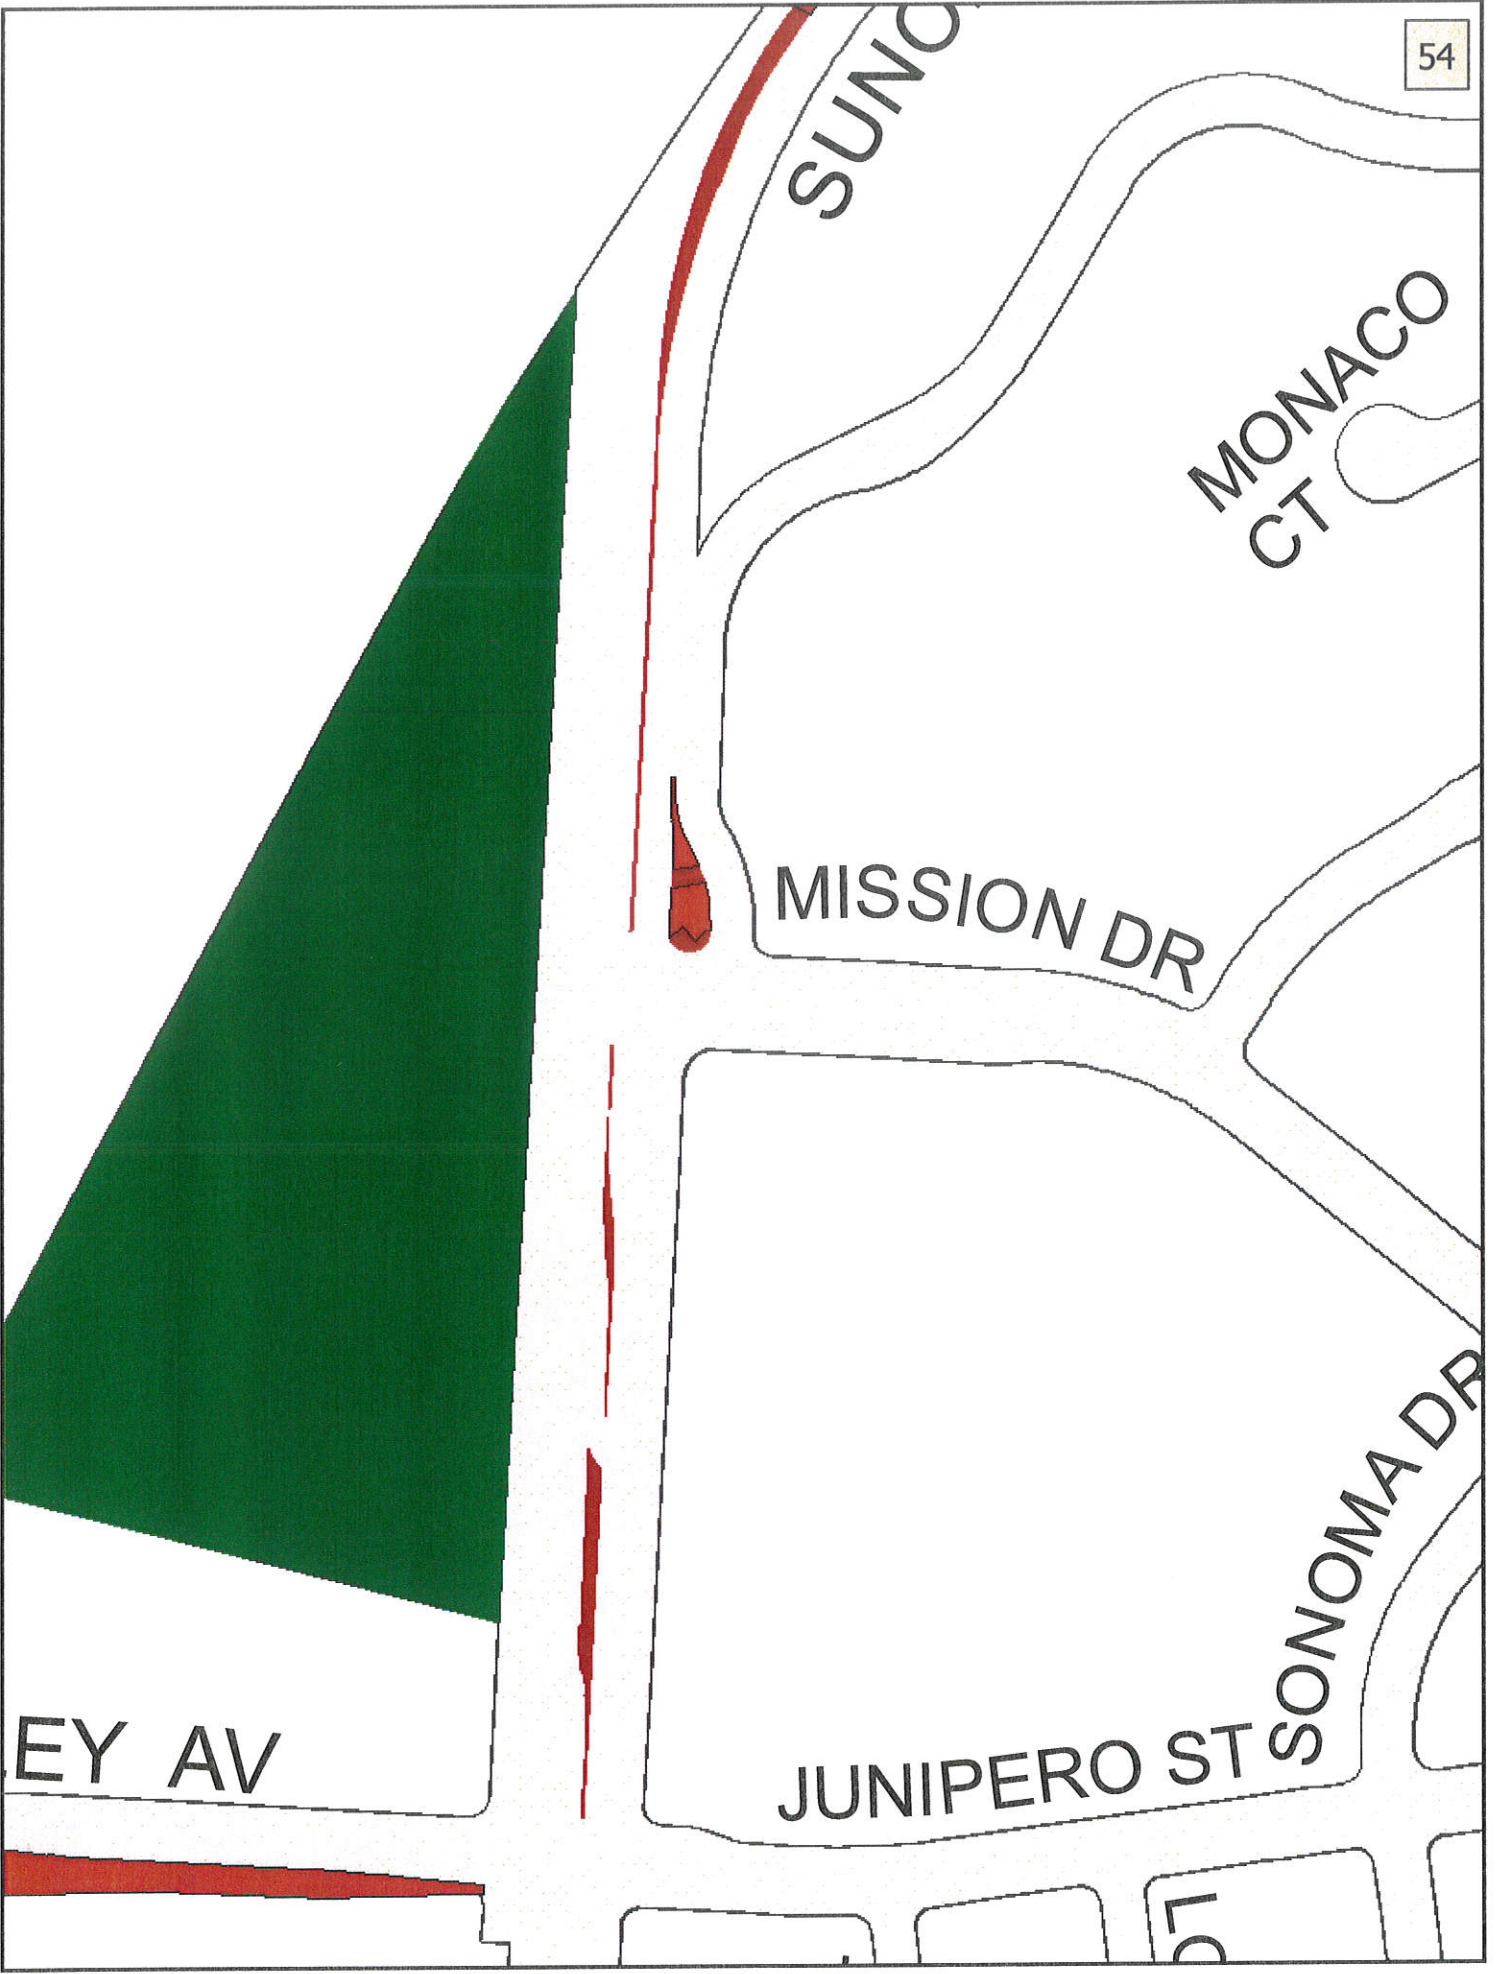 54
SUNO
MONACO
CT
MISSION DR
SONOMA DR
EY AV
JUNIPERO ST